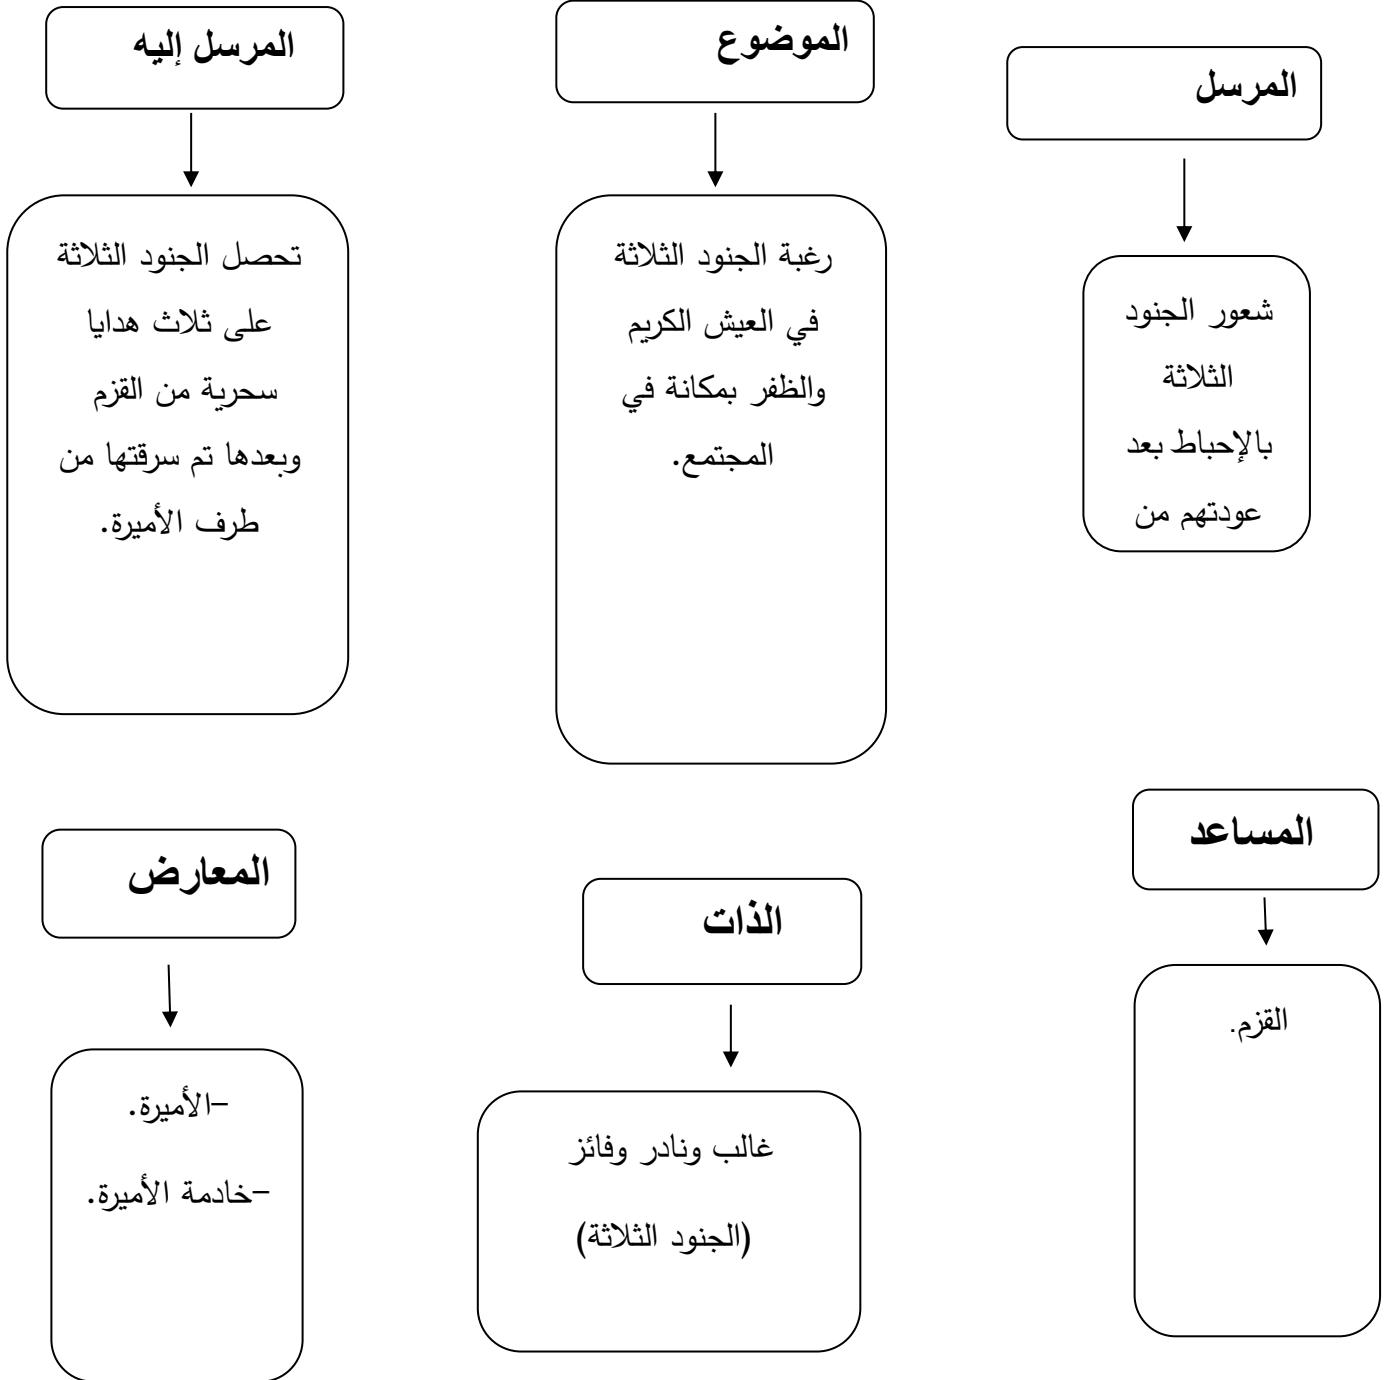 المرسل
شعور الجنود
الثلاثة
بالإحباط بعد
عودتهم من
الموضوع
رغبة الجنود الثلاثة
في العيش الكريم
والظفر بمكانة في
المجتمع.
المرسل إليه
تحصل الجنود الثلاثة
على ثلاث هدايا
سحرية من القزم
وبعدها تم سرقتها من
طرف الأميرة.
المساعد
القزم.
الذات
غالب ونادر وفائز
(الجنود الثلاثة)
المعارض
-الأميرة.
-خادمة الأميرة.